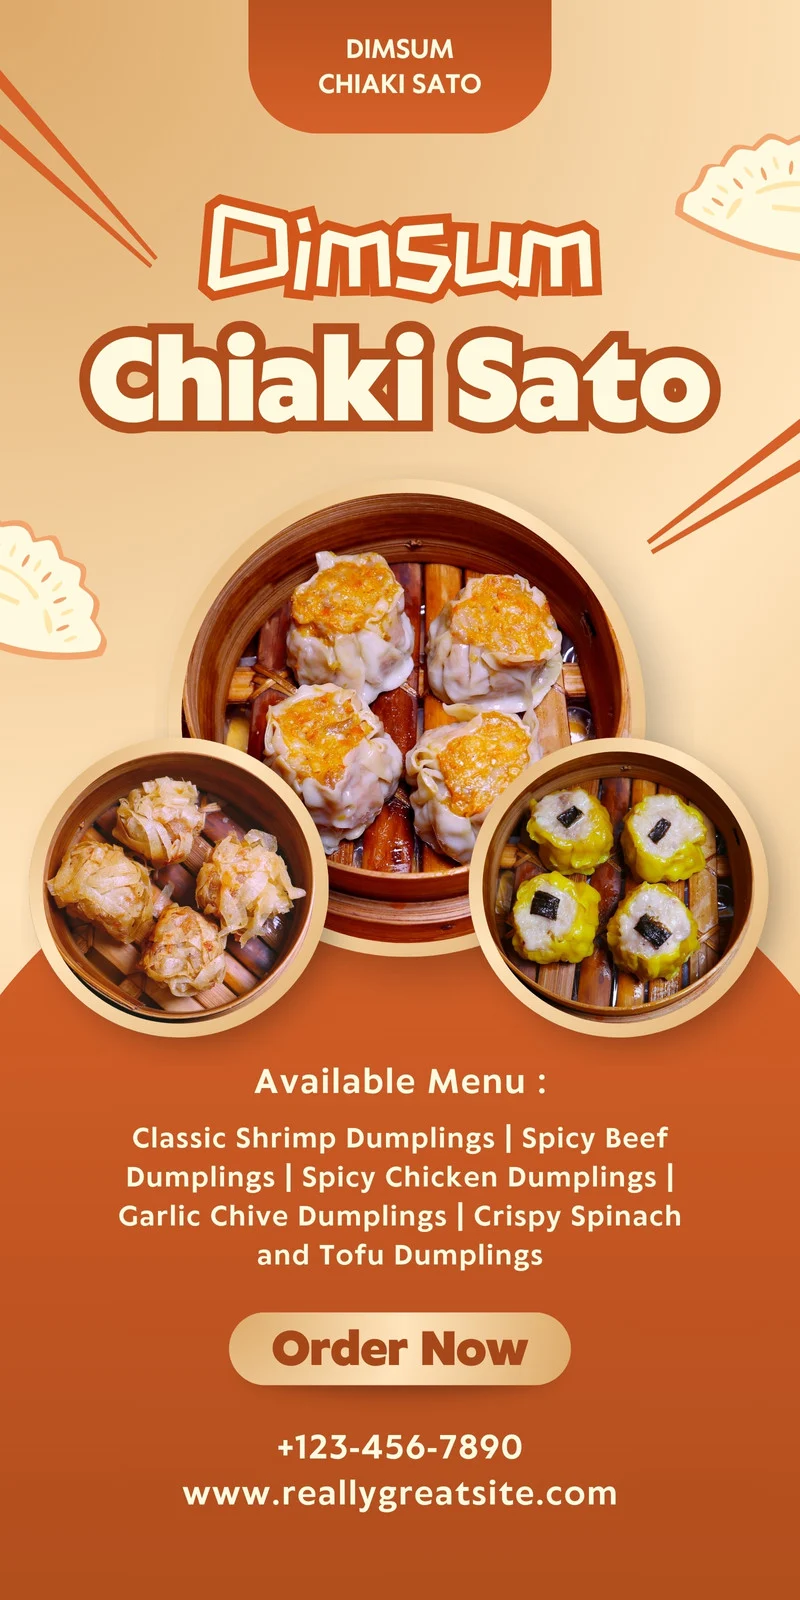 DIMSUM
CHIAKI SATO
Dimsum
Chiaki Sato
Available Menu :
Classic Shrimp Dumplings | Spicy Beef
Dumplings | Spicy Chicken Dumplings |
Garlic Chive Dumplings | Crispy Spinach
and Tofu Dumplings
Order Now
+123-456-7890
www.reallygreatsite.com